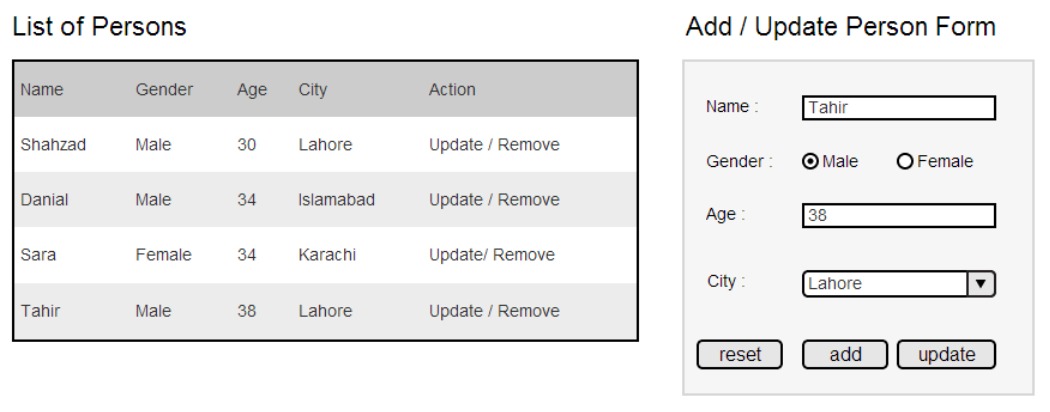 List of Persons
Name Gender Age City Action
Shahzad Male 30 Lahore Update / Remove
Danial Male 34 Islamabad Update / Remove
Sara Female 34 Karachi Update/ Remove
Tahir Male 38 Lahore Update / Remove
Add / Update Person Form
Name : Tahir
Gender : Male Female
Age : 38
City : Lahore
reset add update